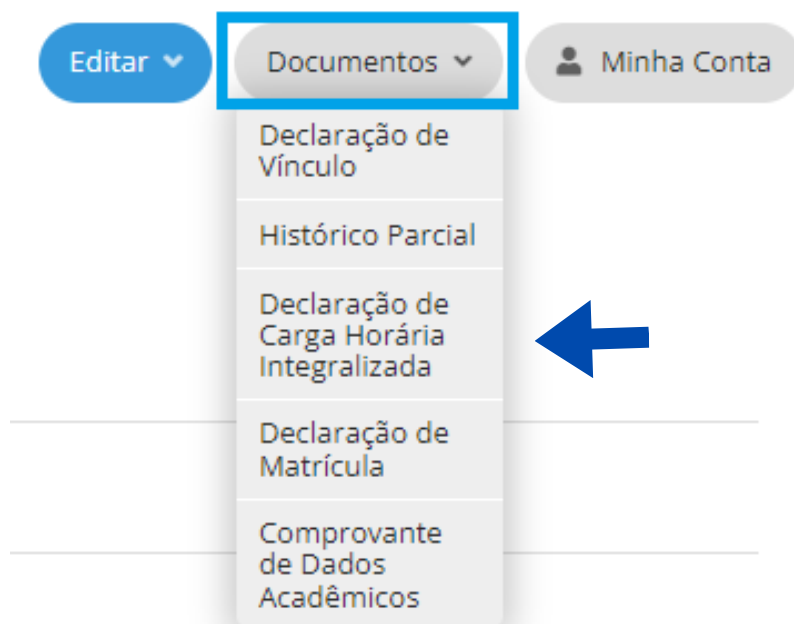 Editar
Documentos
Minha Conta
Declaração de
Vínculo
Histórico Parcial
Declaração de
Carga Horária
Integralizada
Declaração de
Matrícula
Comprovante
de Dados
Acadêmicos